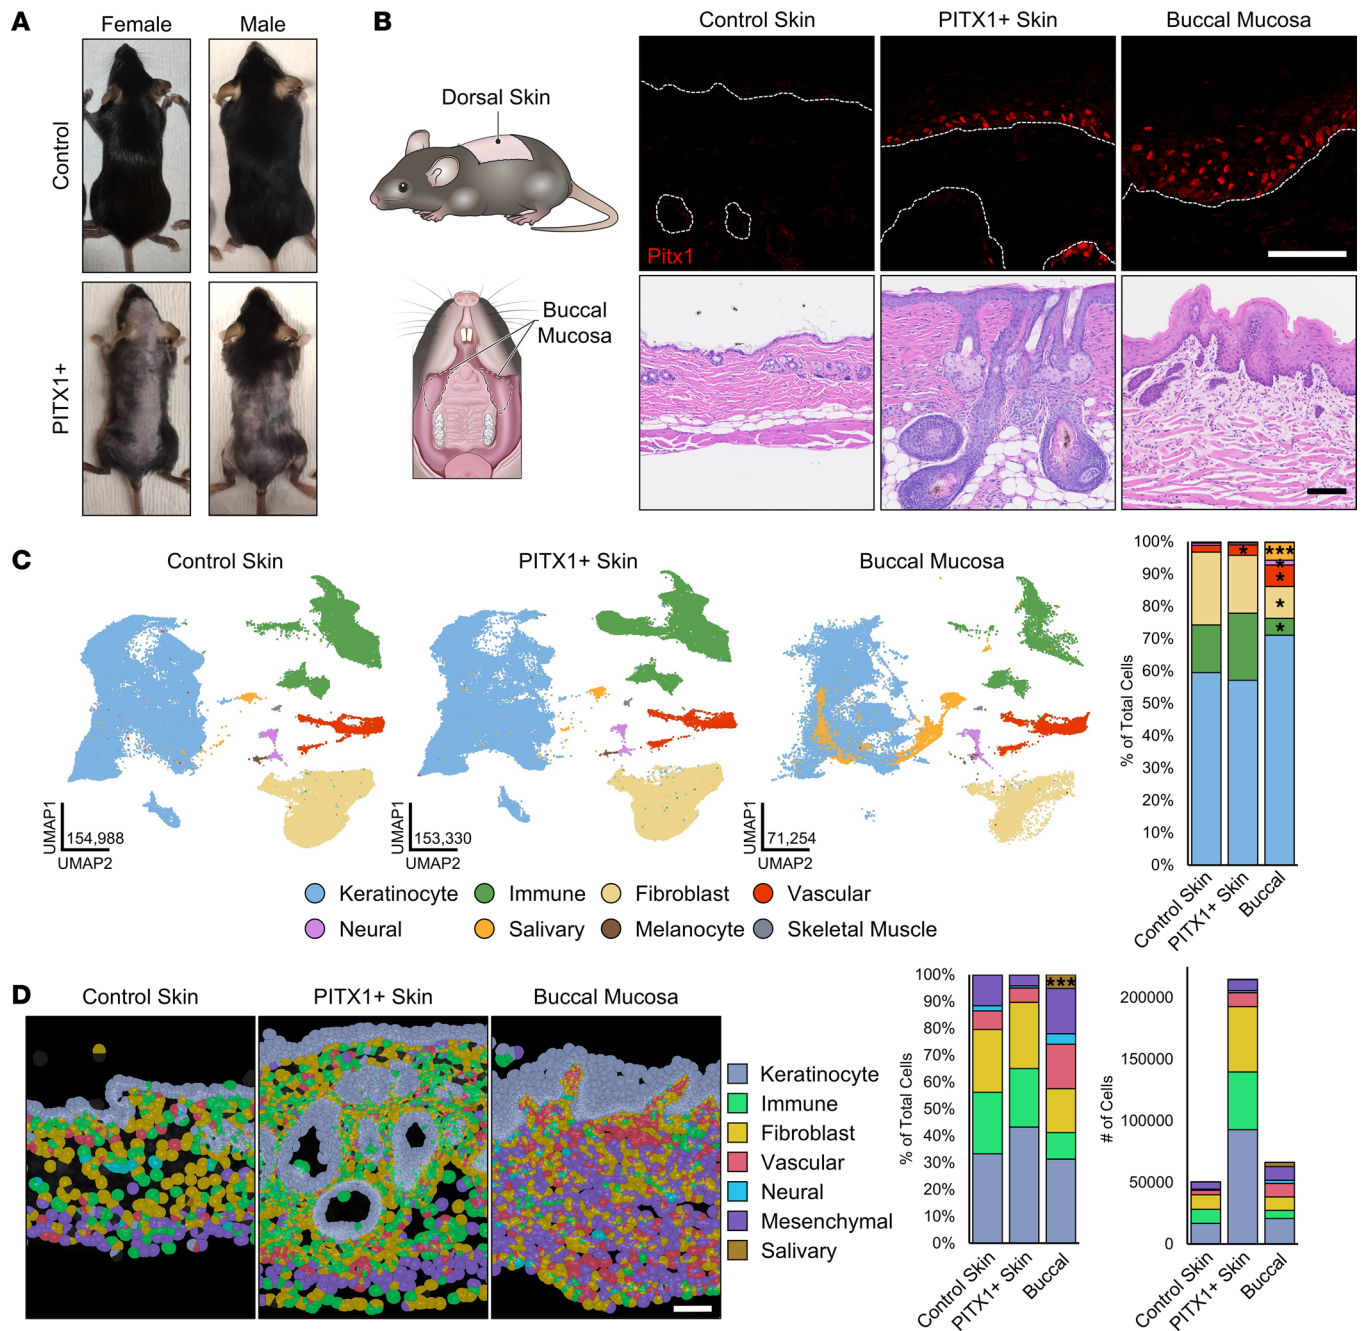 A
Female
Male
Control
PITX1+
B
Dorsal Skin
Buccal
Mucosa
Control Skin
PITX1+ Skin
Buccal Mucosa
Pitx1
C
Control Skin
PITX1+ Skin
Buccal Mucosa
UMAP1
154,988
UMAP2
UMAP1
153,330
UMAP2
UMAP1
71,254
UMAP2
Keratinocyte
Immune
Fibroblast
Vascular
Neural
Salivary
Melanocyte
Skeletal Muscle
% of Total Cells
100%
90%
80%
70%
60%
50%
40%
30%
20%
10%
0%
*
***
*
*
*
*
Control Skin
PITX1+ Skin
Buccal
D
Control Skin
PITX1+ Skin
Buccal Mucosa
Keratinocyte
Immune
Fibroblast
Vascular
Neural
Mesenchymal
Salivary
% of Total Cells
100%
90%
80%
70%
60%
50%
40%
30%
20%
10%
0%
***
Control Skin
PITX1+ Skin
Buccal
# of Cells
200000
150000
100000
50000
0
Control Skin
PITX1+ Skin
Buccal